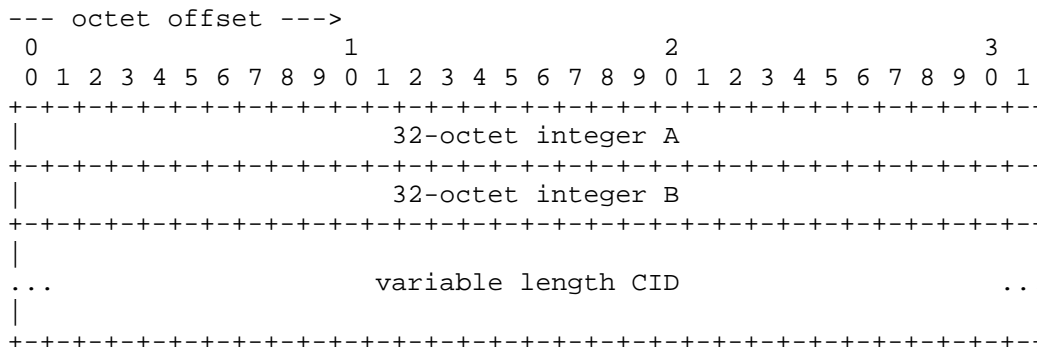 --- octet offset --->
 0                   1                   2                   3
 0 1 2 3 4 5 6 7 8 9 0 1 2 3 4 5 6 7 8 9 0 1 2 3 4 5 6 7 8 9 0 1
+-+-+-+-+-+-+-+-+-+-+-+-+-+-+-+-+-+-+-+-+-+-+-+-+-+-+-+-+-+-+-+--
|                       32-octet integer A
+-+-+-+-+-+-+-+-+-+-+-+-+-+-+-+-+-+-+-+-+-+-+-+-+-+-+-+-+-+-+-+--
|                       32-octet integer B
+-+-+-+-+-+-+-+-+-+-+-+-+-+-+-+-+-+-+-+-+-+-+-+-+-+-+-+-+-+-+-+--
|
...                    variable length CID                    ..
|
+-+-+-+-+-+-+-+-+-+-+-+-+-+-+-+-+-+-+-+-+-+-+-+-+-+-+-+-+-+-+-+--